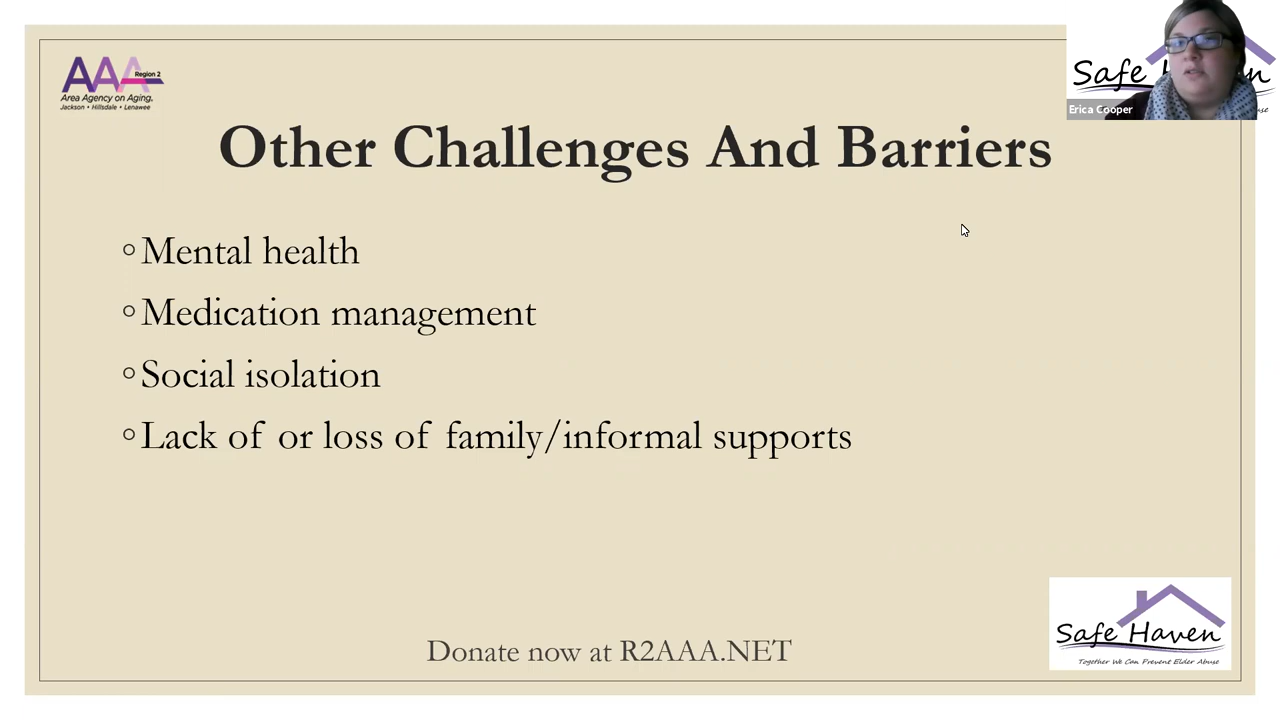 AAA
Region 2
Area Agency on Aging
Jackson • Hillsdale • Lenawee
Safe
n
use
Erica Cooper
Other Challenges And Barriers
◦Mental health
◦Medication management
◦Social isolation
◦Lack of or loss of family/informal supports
Safe Haven
Together We Can Prevent Elder Abuse
Donate now at R2AAA.NET